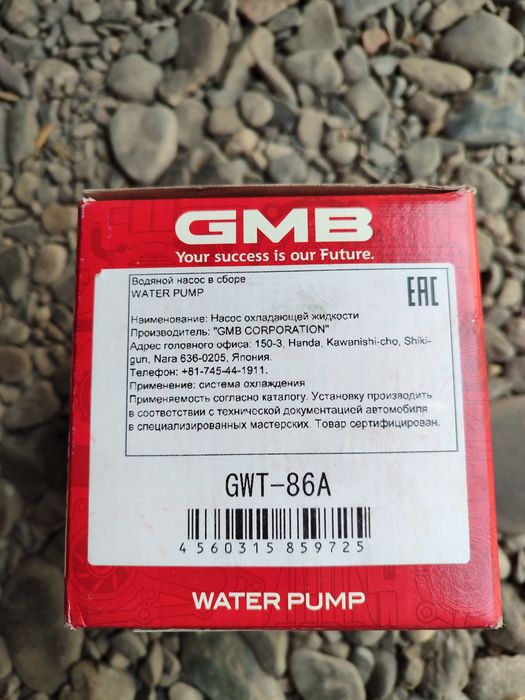 GMB
Your success is our Future.
Водяной насос в сборе
WATER PUMP
EAC
Наименование: Насос охладающей жидкости
Производитель: "GMB CORPORATION"
Адрес головного офиса: 150-3, Handa, Kawanishi-cho, Shiki-
gun, Nara 636-0205, Япония.
Телефон: +81-745-44-1911.
Применение: система охлаждения
Применяемость согласно каталогу. Установку производить
в соответствии с технической документацией автомобиля
в специализированных мастерских. Товар сертифицирован.
GWT-86A
4 560315 859725
WATER PUMP